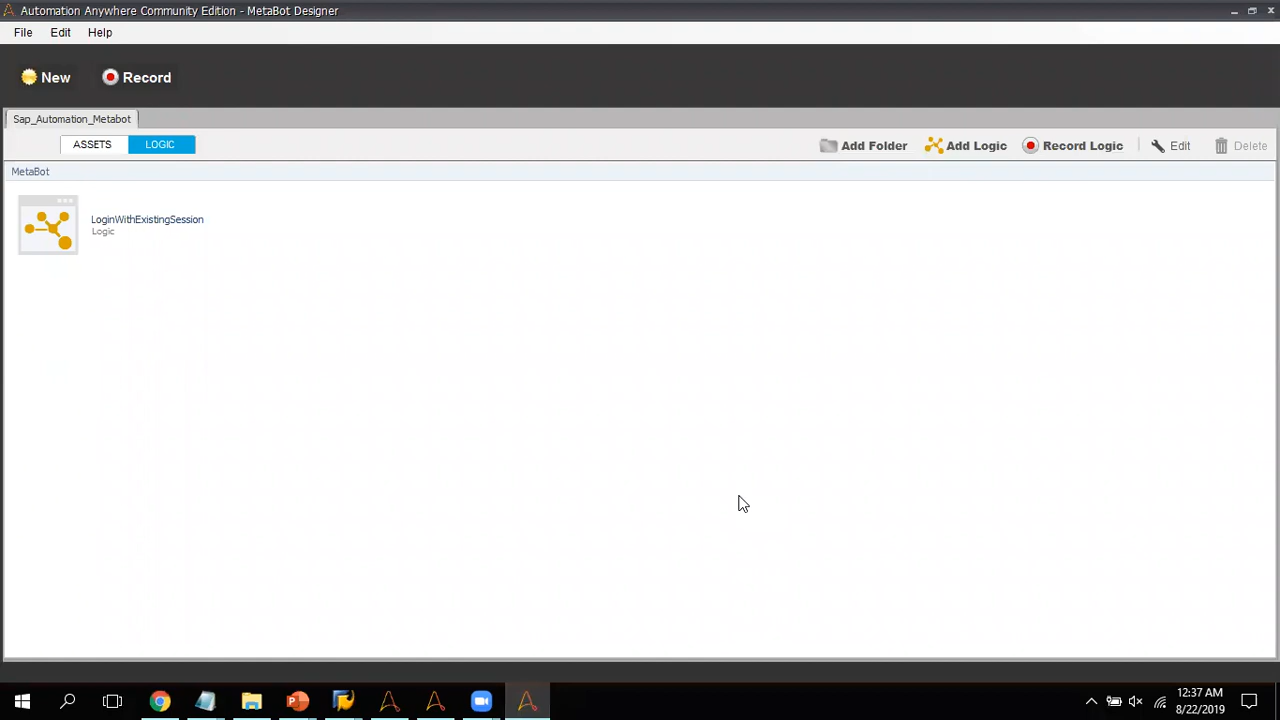 Automation Anywhere Community Edition - MetaBot Designer
File Edit Help
New Record
Sap_Automation_Metabot
ASSETS LOGIC Add Folder Add Logic Record Logic Edit Delete
MetaBot
LoginWithExistingSession
Logic
12:37 AM
8/22/2019